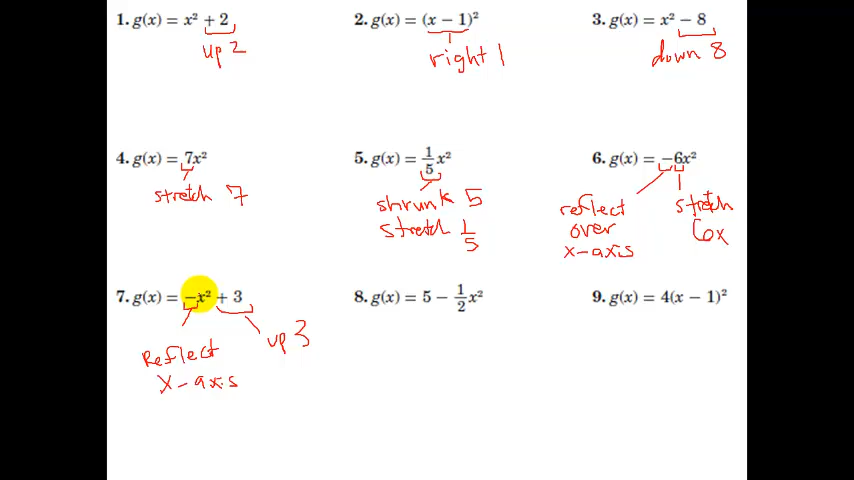 1. g(x) = x² + 2
up 2
2. g(x) = (x − 1)²
right 1
3. g(x) = x² − 8
down 8
4. g(x) = 7x²
stretch 7
5. g(x) = 1/5 x²
shrunk 5
stretch 1/5
6. g(x) = −6x²
reflect
over
x-axis
stretch
6x
7. g(x) = −x² + 3
Reflect
x-axis
up 3
8. g(x) = 5 − 1/2 x²
9. g(x) = 4(x − 1)²